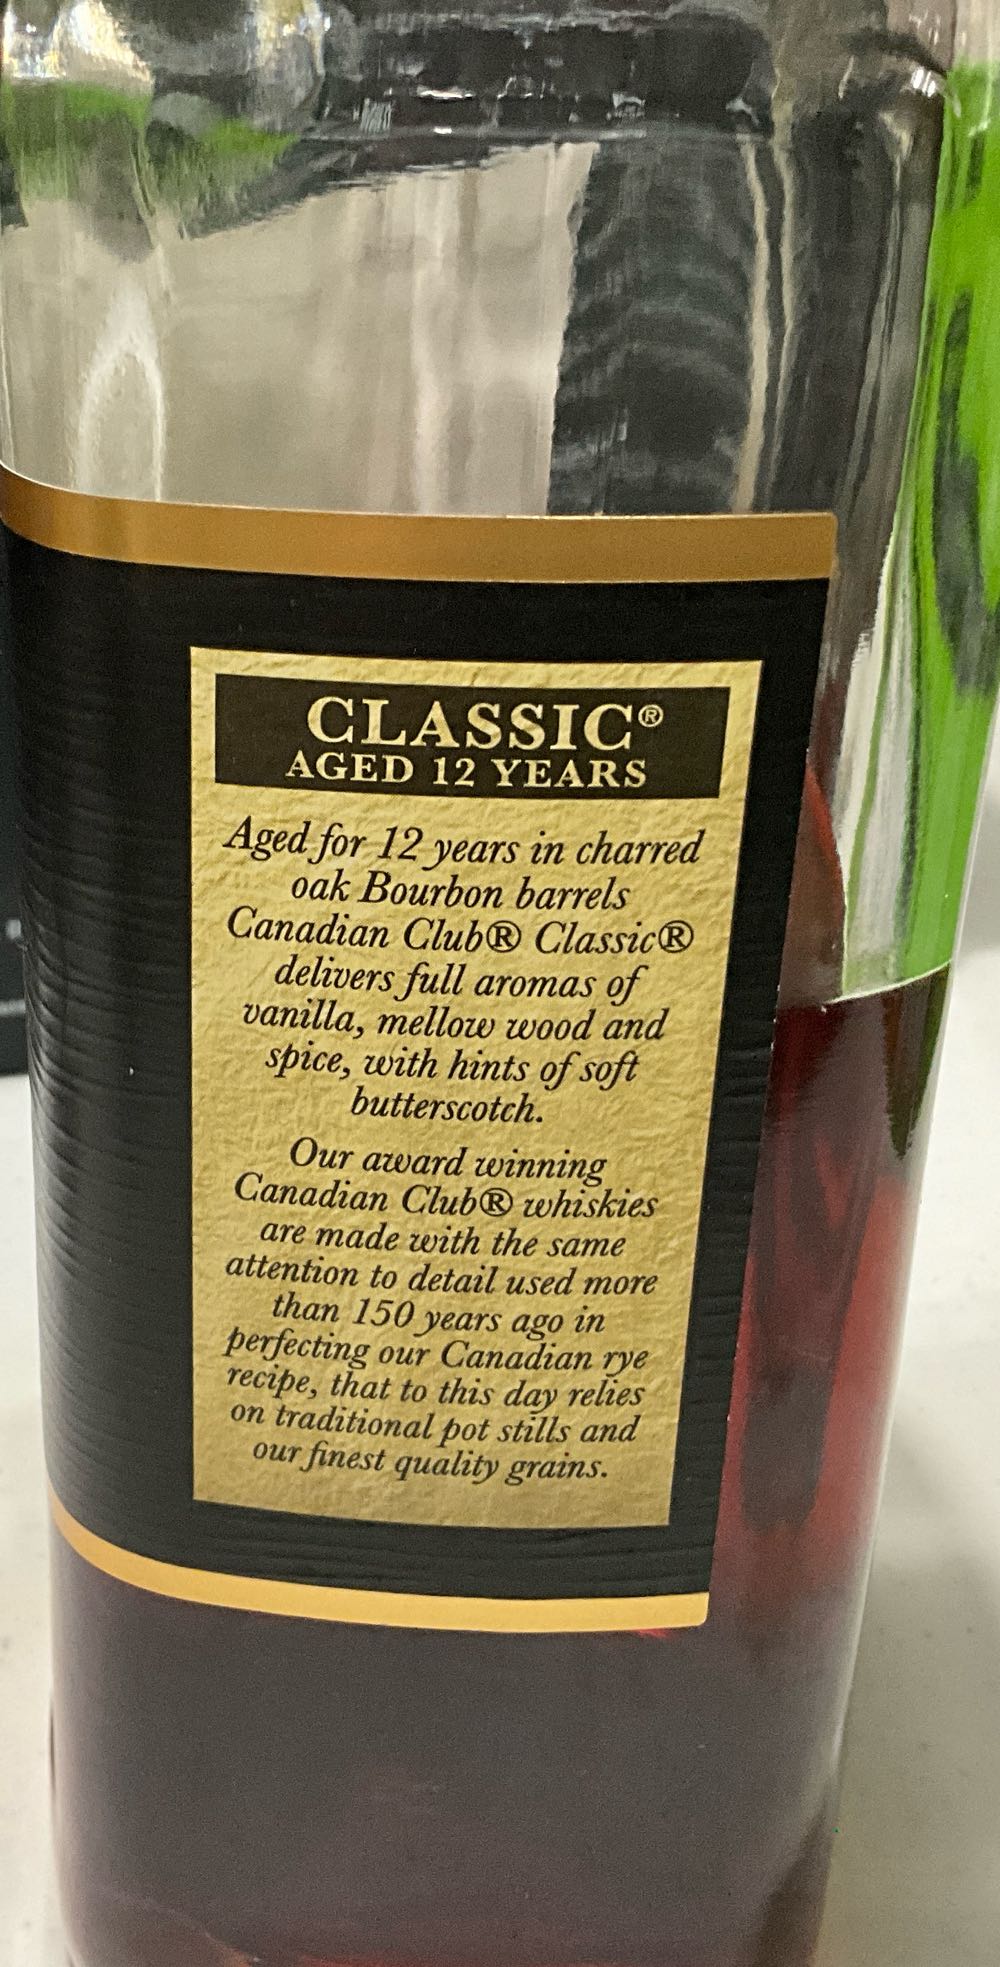 CLASSIC®
AGED 12 YEARS
Aged for 12 years in charred
oak Bourbon barrels
Canadian Club® Classic®
delivers full aromas of
vanilla, mellow wood and
spice, with hints of soft
butterscotch.
Our award winning
Canadian Club® whiskies
are made with the same
attention to detail used more
than 150 years ago in
perfecting our Canadian rye
recipe, that to this day relies
on traditional pot stills and
our finest quality grains.